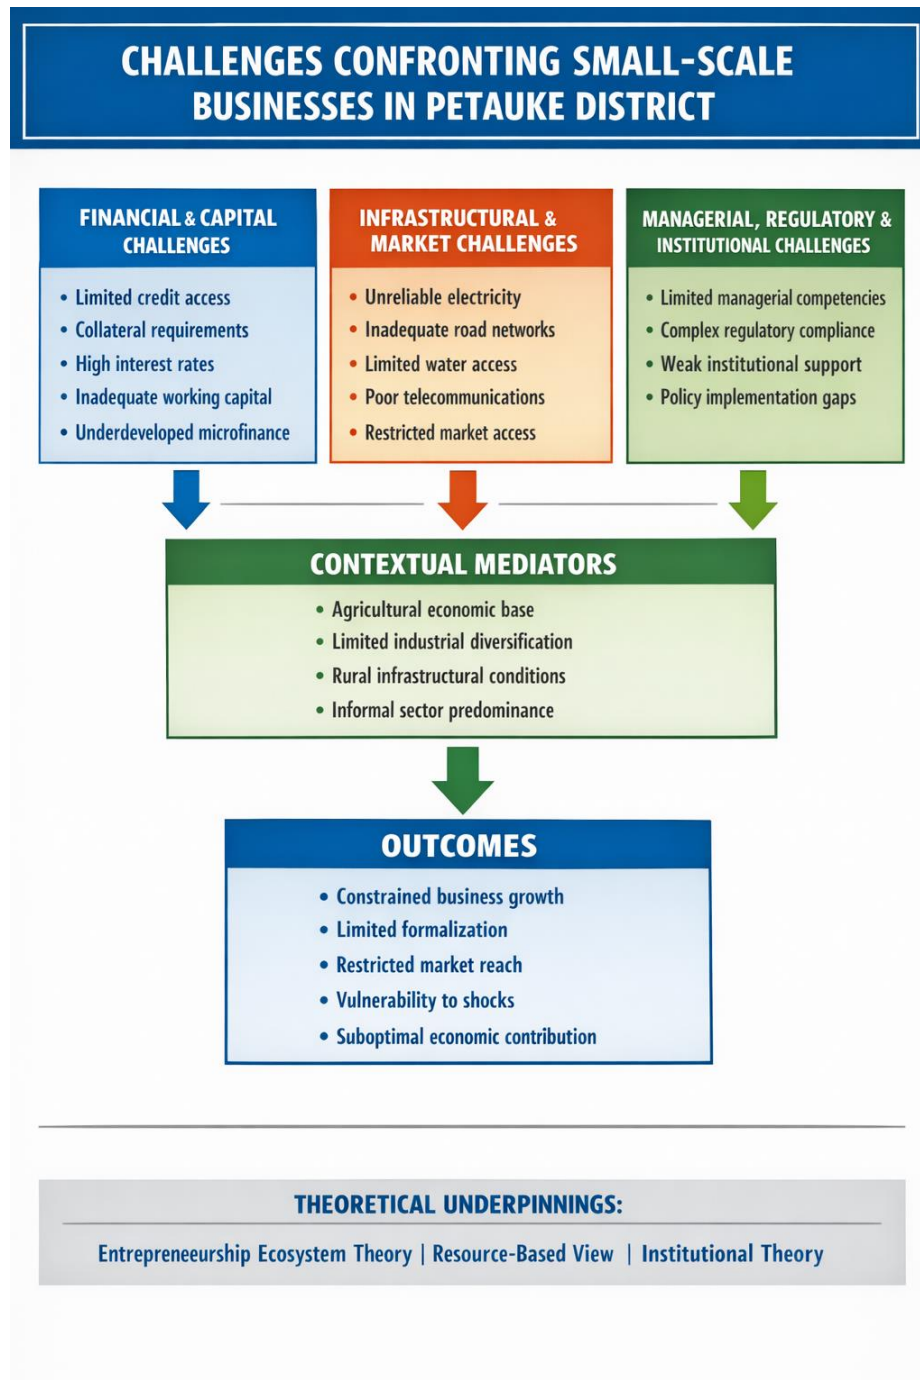 CHALLENGES CONFRONTING SMALL-SCALE
BUSINESSES IN PETAUKE DISTRICT
FINANCIAL & CAPITAL
CHALLENGES
• Limited credit access
• Collateral requirements
• High interest rates
• Inadequate working capital
• Underdeveloped microfinance
INFRASTRUCTURAL &
MARKET CHALLENGES
• Unreliable electricity
• Inadequate road networks
• Limited water access
• Poor telecommunications
• Restricted market access
MANAGERIAL, REGULATORY &
INSTITUTIONAL CHALLENGES
• Limited managerial competencies
• Complex regulatory compliance
• Weak institutional support
• Policy implementation gaps
CONTEXTUAL MEDIATORS
• Agricultural economic base
• Limited industrial diversification
• Rural infrastructural conditions
• Informal sector predominance
OUTCOMES
• Constrained business growth
• Limited formalization
• Restricted market reach
• Vulnerability to shocks
• Suboptimal economic contribution
THEORETICAL UNDERPINNINGS:
Entrepreneeurship Ecosystem Theory | Resource-Based View | Institutional Theory